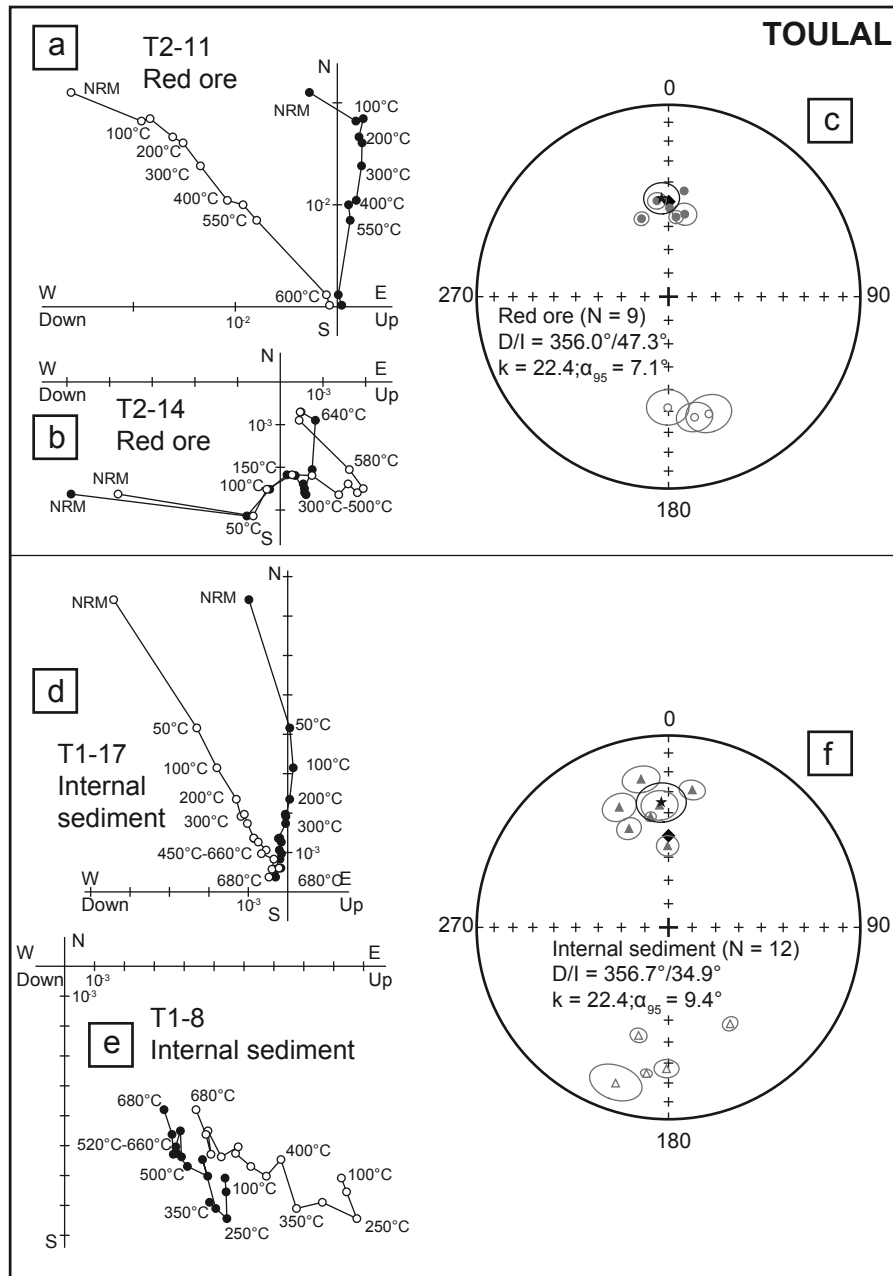 TOULAL
a
T2-11
Red ore
N
NRM
NRM
100°C
100°C
200°C
200°C
300°C
300°C
400°C
400°C
550°C
550°C
600°C
10⁻²
10⁻²
W
E
Down
Up
S
b
T2-14
Red ore
N
10⁻³
10⁻³
640°C
580°C
150°C
100°C
NRM
NRM
50°C
300°C-500°C
S
c
0
270
90
180
Red ore (N = 9)
D/I = 356.0°/47.3°
k = 22.4;α₉₅ = 7.1°
d
T1-17
Internal
sediment
N
NRM
NRM
50°C
50°C
100°C
100°C
200°C
200°C
300°C
300°C
450°C-660°C
10⁻³
680°C
680°C
W
E
Down
10⁻³
Up
S
e
T1-8
Internal sediment
W
N
E
Down
10⁻³
Up
10⁻³
680°C
680°C
520°C-660°C
400°C
500°C
100°C
100°C
350°C
350°C
250°C
250°C
S
f
0
270
90
180
Internal sediment (N = 12)
D/I = 356.7°/34.9°
k = 22.4;α₉₅ = 9.4°